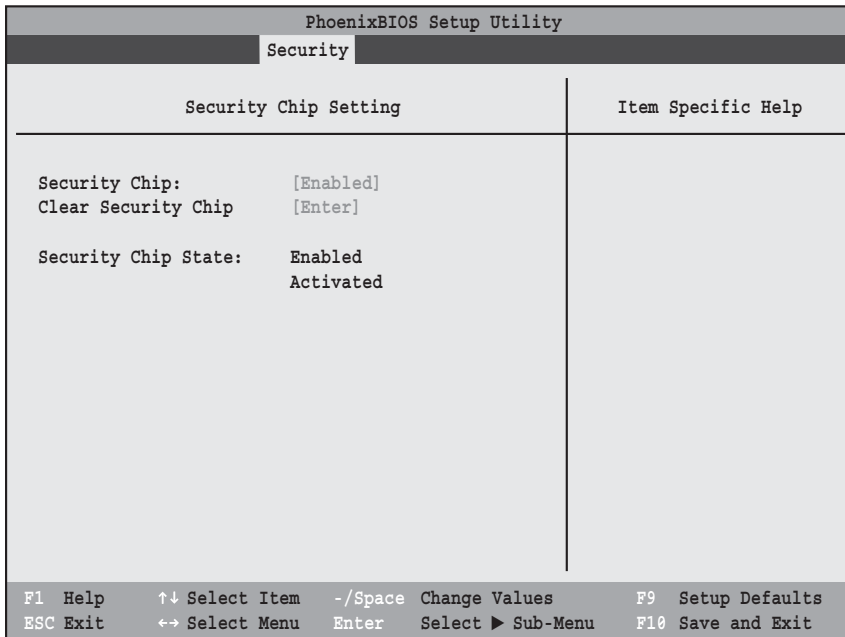 PhoenixBIOS Setup Utility
Security
Security Chip Setting
Item Specific Help
Security Chip: [Enabled]
Clear Security Chip [Enter]
Security Chip State: Enabled
Activated
F1 Help ↑↓ Select Item -/Space Change Values F9 Setup Defaults
ESC Exit ←→ Select Menu Enter Select ▶ Sub-Menu F10 Save and Exit